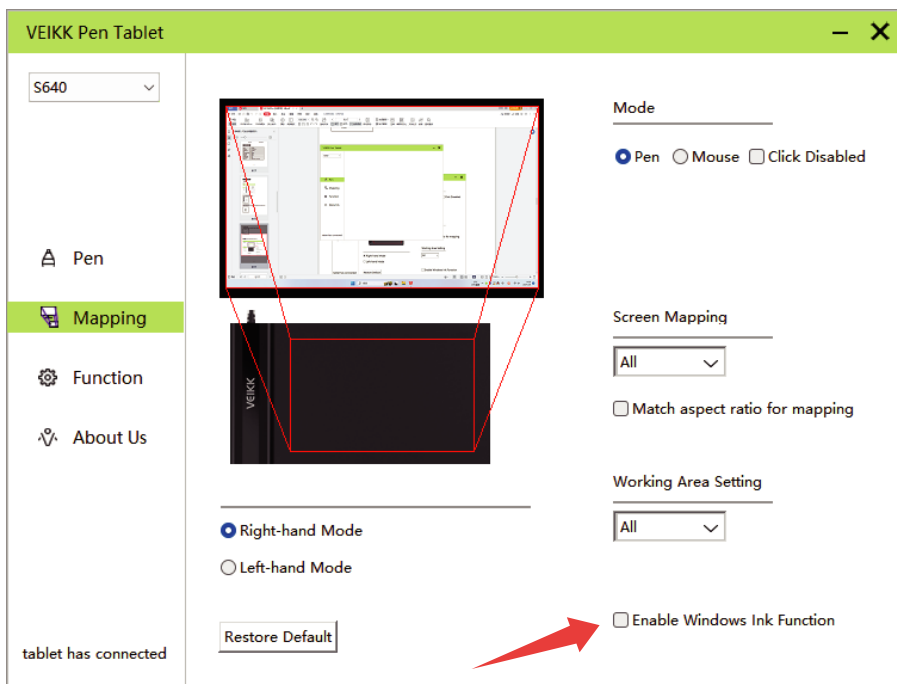 VEIKK Pen Tablet
S640
Pen
Mapping
Function
About Us
tablet has connected
VEIKK
Right-hand Mode
Left-hand Mode
Restore Default
Mode
Pen Mouse Click Disabled
Screen Mapping
All
Match aspect ratio for mapping
Working Area Setting
All
Enable Windows Ink Function